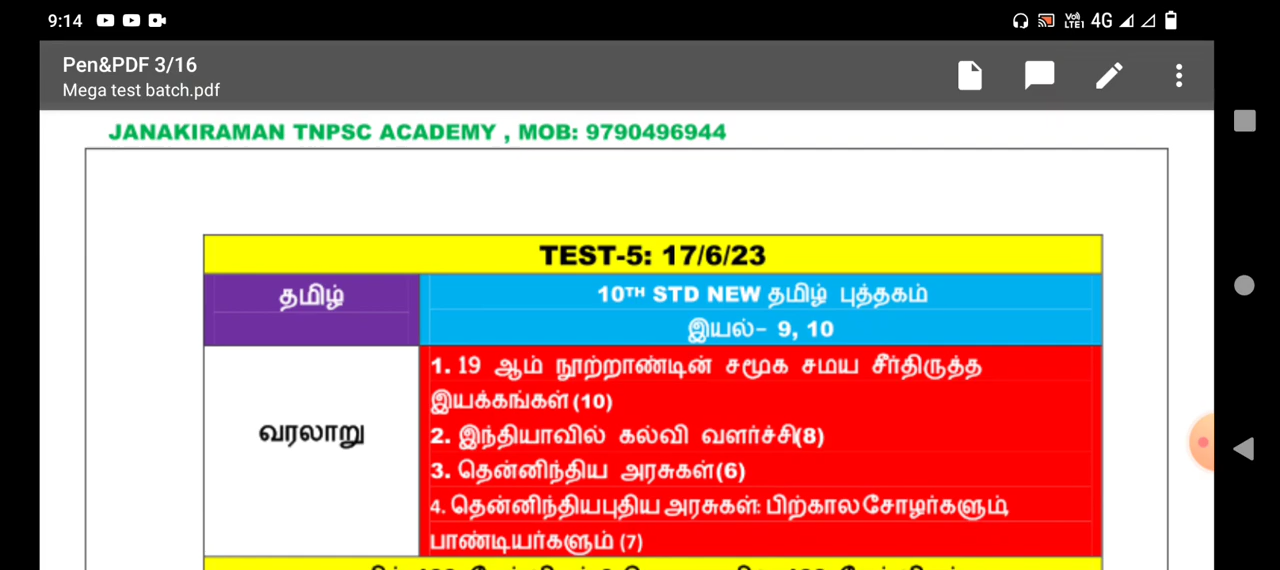 9:14
VoI) 4G
LTE1
Pen&PDF 3/16
Mega test batch.pdf
JANAKIRAMAN TNPSC ACADEMY , MOB: 9790496944
TEST-5: 17/6/23
தமிழ்
10TH STD NEW தமிழ் புத்தகம்
இயல்- 9, 10
வரலாறு
1. 19 ஆம் நூற்றாண்டின் சமூக சமய சீர்திருத்த
இயக்கங்கள் (10)
2. இந்தியாவில் கல்வி வளர்ச்சி(8)
3. தென்னிந்திய அரசுகள்(6)
4. தென்னிந்தியபுதிய அரசுகள்: பிற்கால சோழர்களும்,
பாண்டியர்களும் (7)